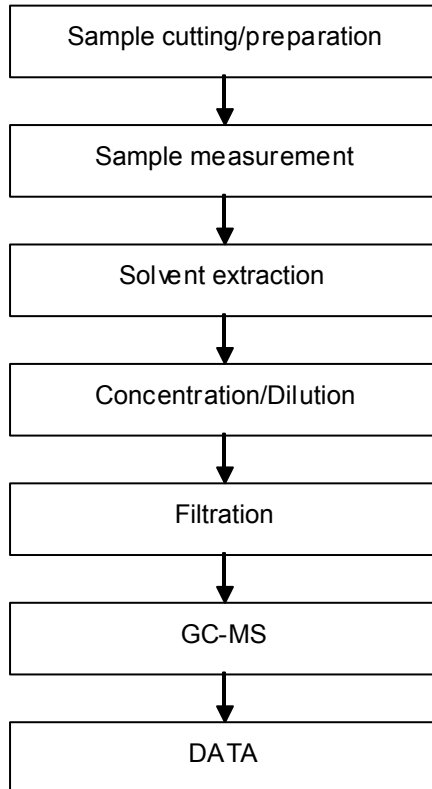 Sample cutting/preparation
Sample measurement
Solvent extraction
Concentration/Dilution
Filtration
GC-MS
DATA